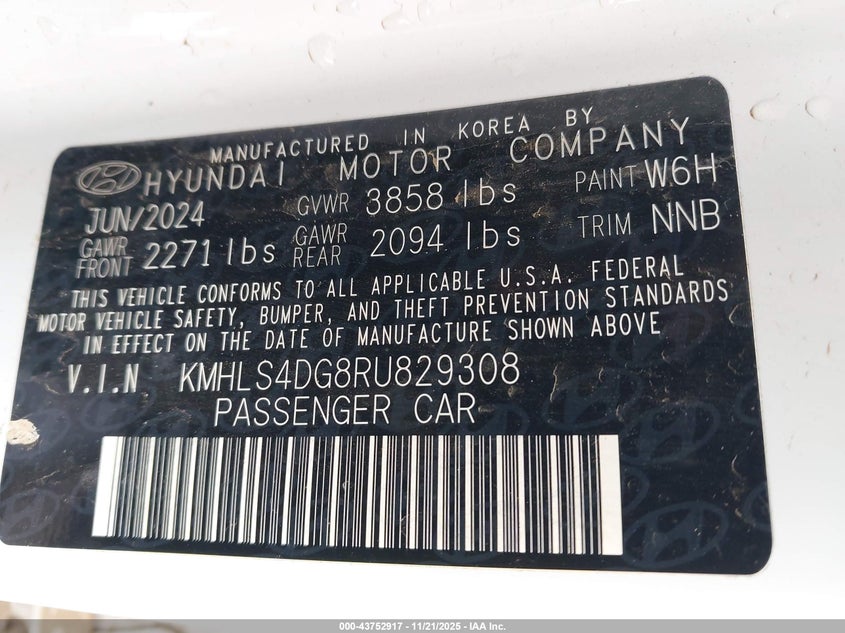 MANUFACTURED IN KOREA BY
HYUNDAI MOTOR COMPANY
JUN/2024 GVWR 3858 lbs PAINT W6H
GAWR FRONT 2271 lbs GAWR REAR 2094 lbs TRIM NNB
THIS VEHICLE CONFORMS TO ALL APPLICABLE U.S.A. FEDERAL
MOTOR VEHICLE SAFETY, BUMPER, AND THEFT PREVENTION STANDARDS
IN EFFECT ON THE DATE OF MANUFACTURE SHOWN ABOVE
V.I.N KMHLS4DG8RU829308
PASSENGER CAR
000-43752917 - 11/21/2025 - IAA Inc.